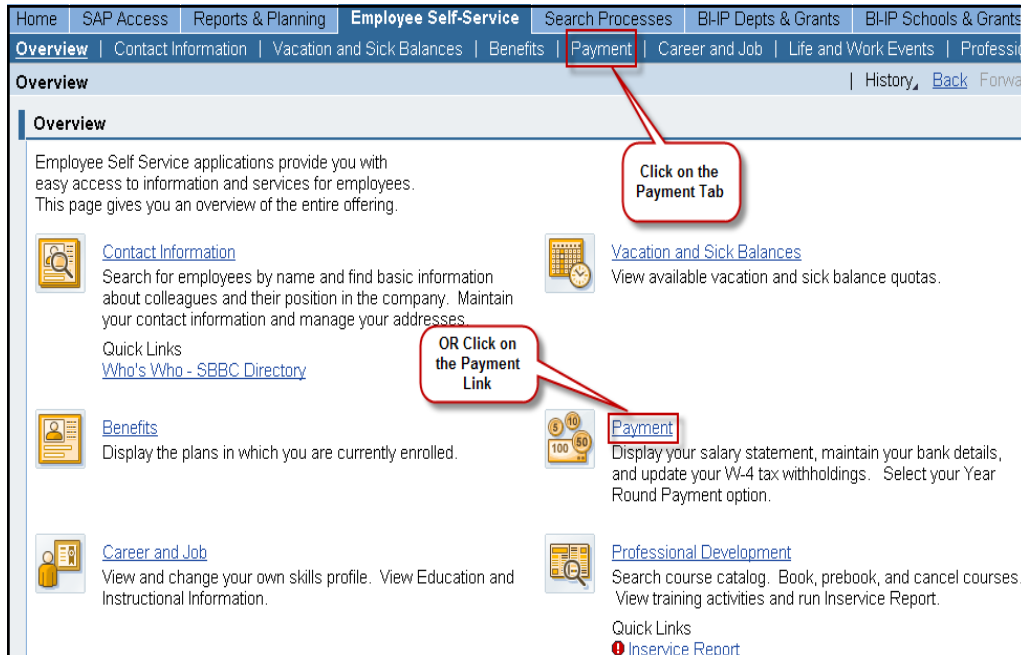 Home SAP Access Reports & Planning Employee Self-Service Search Processes BI-IP Depts & Grants BI-IP Schools & Grants
Overview | Contact Information | Vacation and Sick Balances | Benefits | Payment | Career and Job | Life and Work Events | Professio
Overview | History Back Forwa
Overview
Employee Self Service applications provide you with
easy access to information and services for employees.
This page gives you an overview of the entire offering.
Click on the
Payment Tab
Contact Information
Search for employees by name and find basic information
about colleagues and their position in the company. Maintain
your contact information and manage your addresses.
Quick Links
Who's Who - SBBC Directory
Vacation and Sick Balances
View available vacation and sick balance quotas.
OR Click on
the Payment
Link
Benefits
Display the plans in which you are currently enrolled.
5 10
100 50
Payment
Display your salary statement, maintain your bank details,
and update your W-4 tax withholdings. Select your Year
Round Payment option.
Career and Job
View and change your own skills profile. View Education and
Instructional Information.
Professional Development
Search course catalog. Book, prebook, and cancel courses.
View training activities and run Inservice Report.
Quick Links
Inservice Report